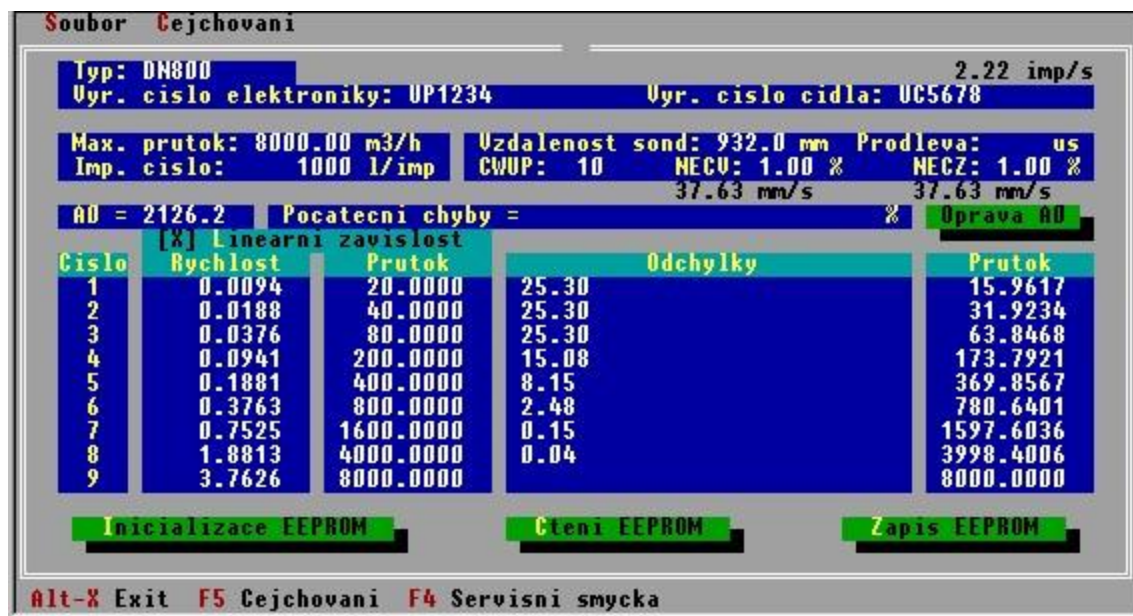 Soubor Cejchovani
Typ: DN800 2.22 imp/s
Vyr. cislo elektroniky: UP1234 Vyr. cislo cidla: UC5678
Max. prutok: 8000.00 m3/h Vzdalenost sond: 932.0 mm Prodleva: us
Imp. cislo: 1000 l/imp CWUP: 10 NECV: 1.00 % NECZ: 1.00 %
37.63 mm/s 37.63 mm/s
A0 = 2126.2 Pocatecni chyby = % Oprava A0
[X] Linearni zavislost
Cislo Rychlost Prutok Odchylky Prutok
1 0.0094 20.0000 25.30 15.9617
2 0.0188 40.0000 25.30 31.9234
3 0.0376 80.0000 25.30 63.8468
4 0.0941 200.0000 15.08 173.7921
5 0.1881 400.0000 8.15 369.8567
6 0.3763 800.0000 2.48 780.6401
7 0.7525 1600.0000 0.15 1597.6036
8 1.8813 4000.0000 0.04 3998.4006
9 3.7626 8000.0000 8000.0000
Inicializace EEPROM Cteni EEPROM Zapis EEPROM
Alt-X Exit F5 Cejchovani F4 Servisni smycka